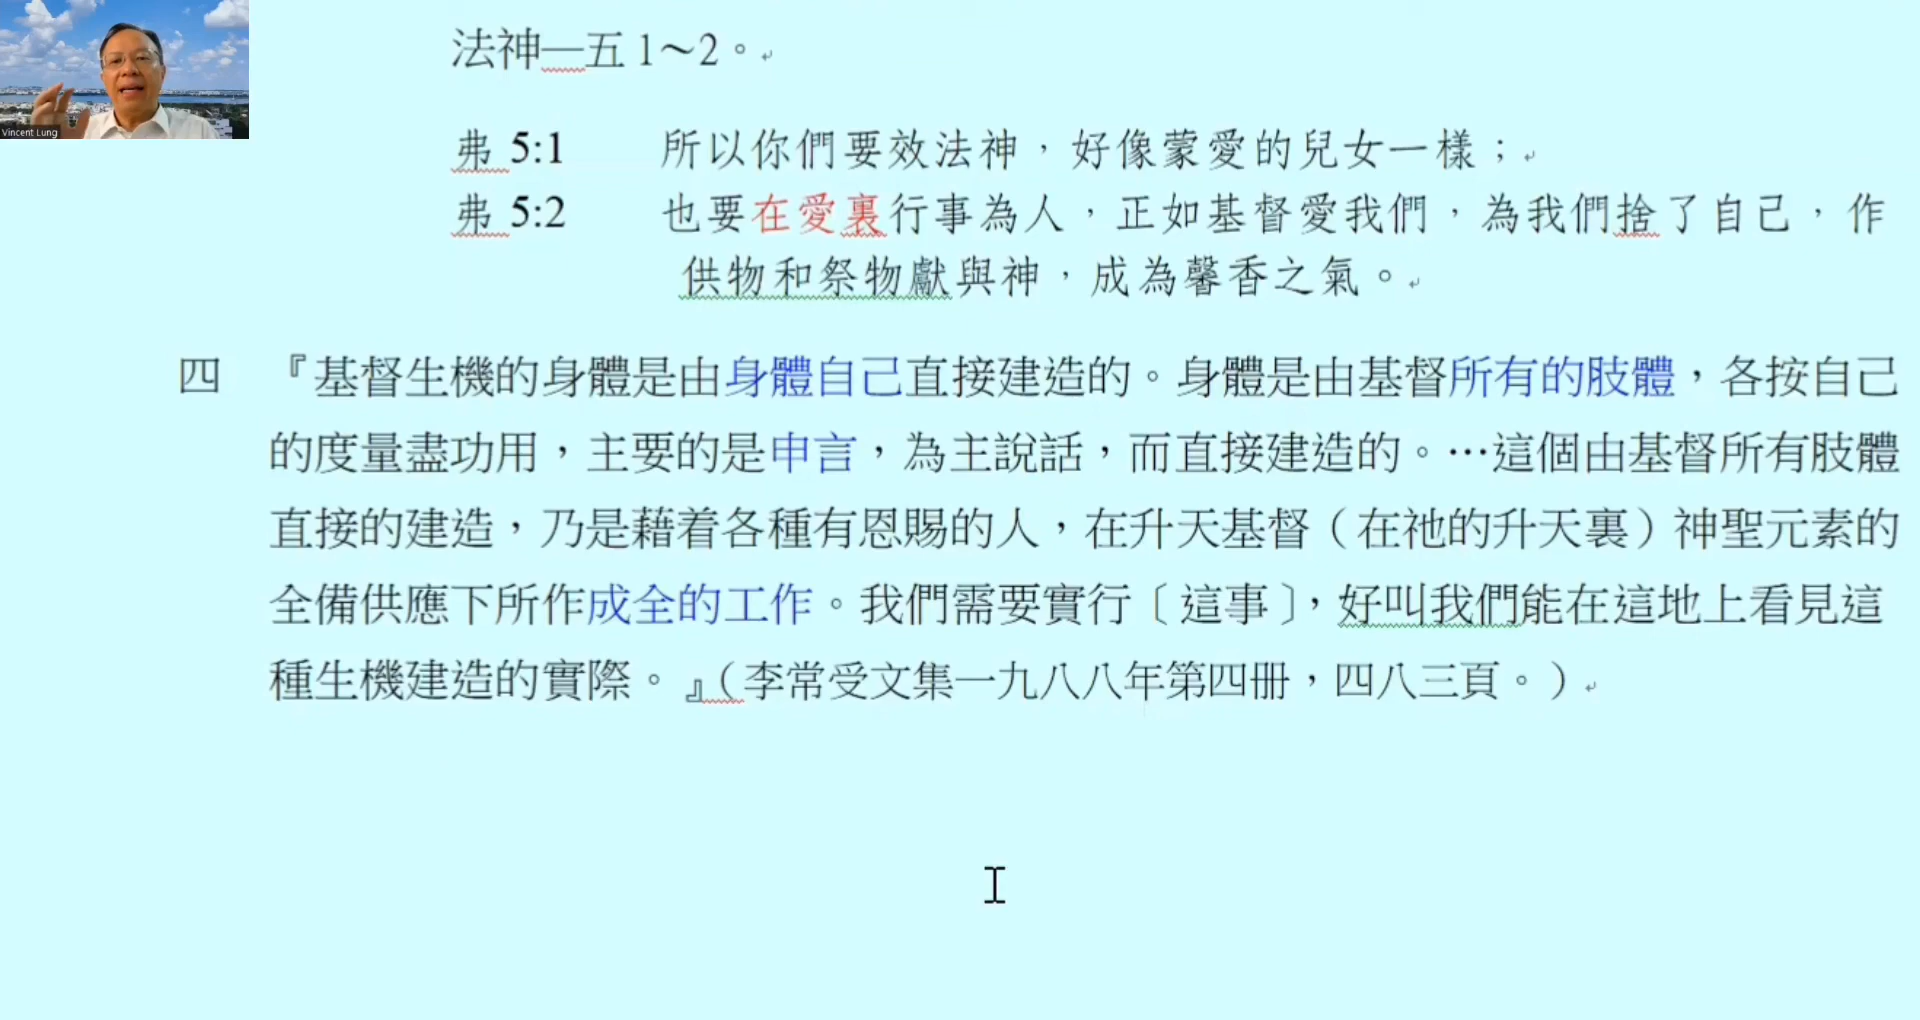 Vincent Lung
法神—五 1～2。
弗 5:1 所以你們要效法神，好像蒙愛的兒女一樣；
弗 5:2 也要在愛裏行事為人，正如基督愛我們，為我們捨了自己，作
供物和祭物獻與神，成為馨香之氣。
四 『基督生機的身體是由身體自己直接建造的。身體是由基督所有的肢體，各按自己
的度量盡功用，主要的是申言，為主說話，而直接建造的。…這個由基督所有肢體
直接的建造，乃是藉着各種有恩賜的人，在升天基督（在祂的升天裏）神聖元素的
全備供應下所作成全的工作。我們需要實行〔這事〕，好叫我們能在這地上看見這
種生機建造的實際。』（李常受文集一九八八年第四冊，四八三頁。）